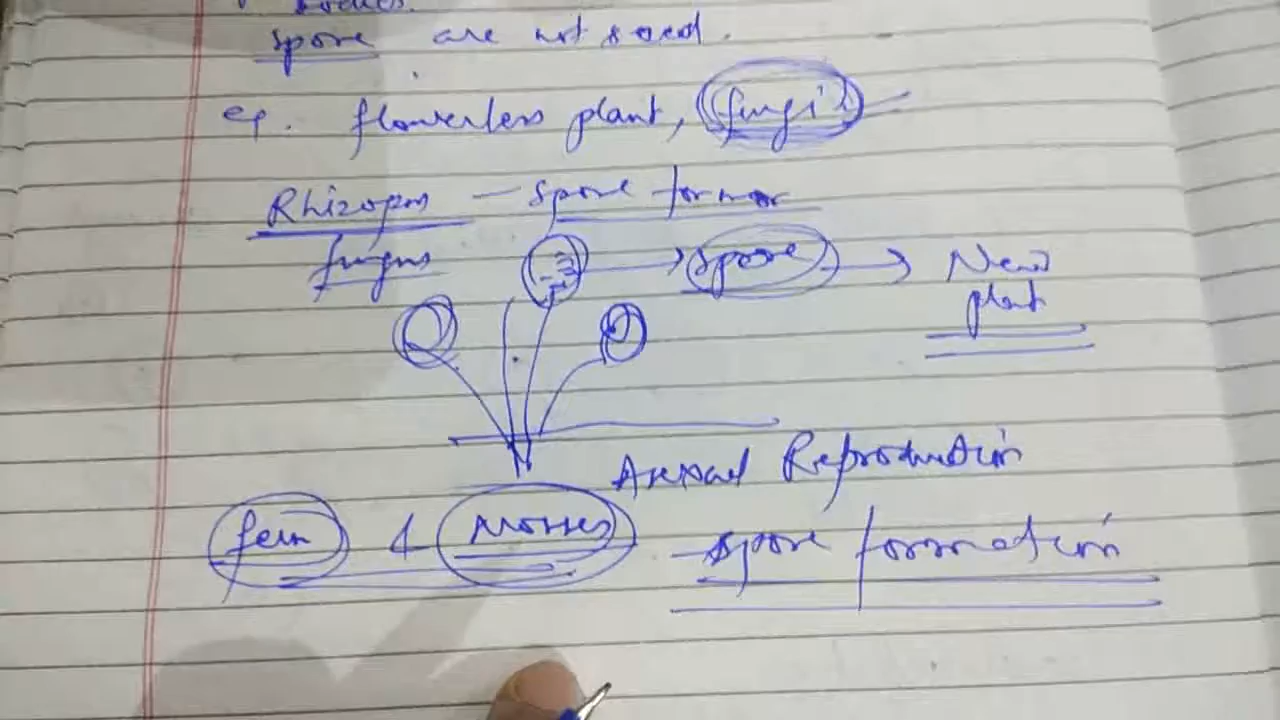 spore are not seed.
eg. flowerless plant, fungi
Rhizopus - spore former
fungus spore → New
plant
Asexual Reproduction
fern & Mosses - spore formation